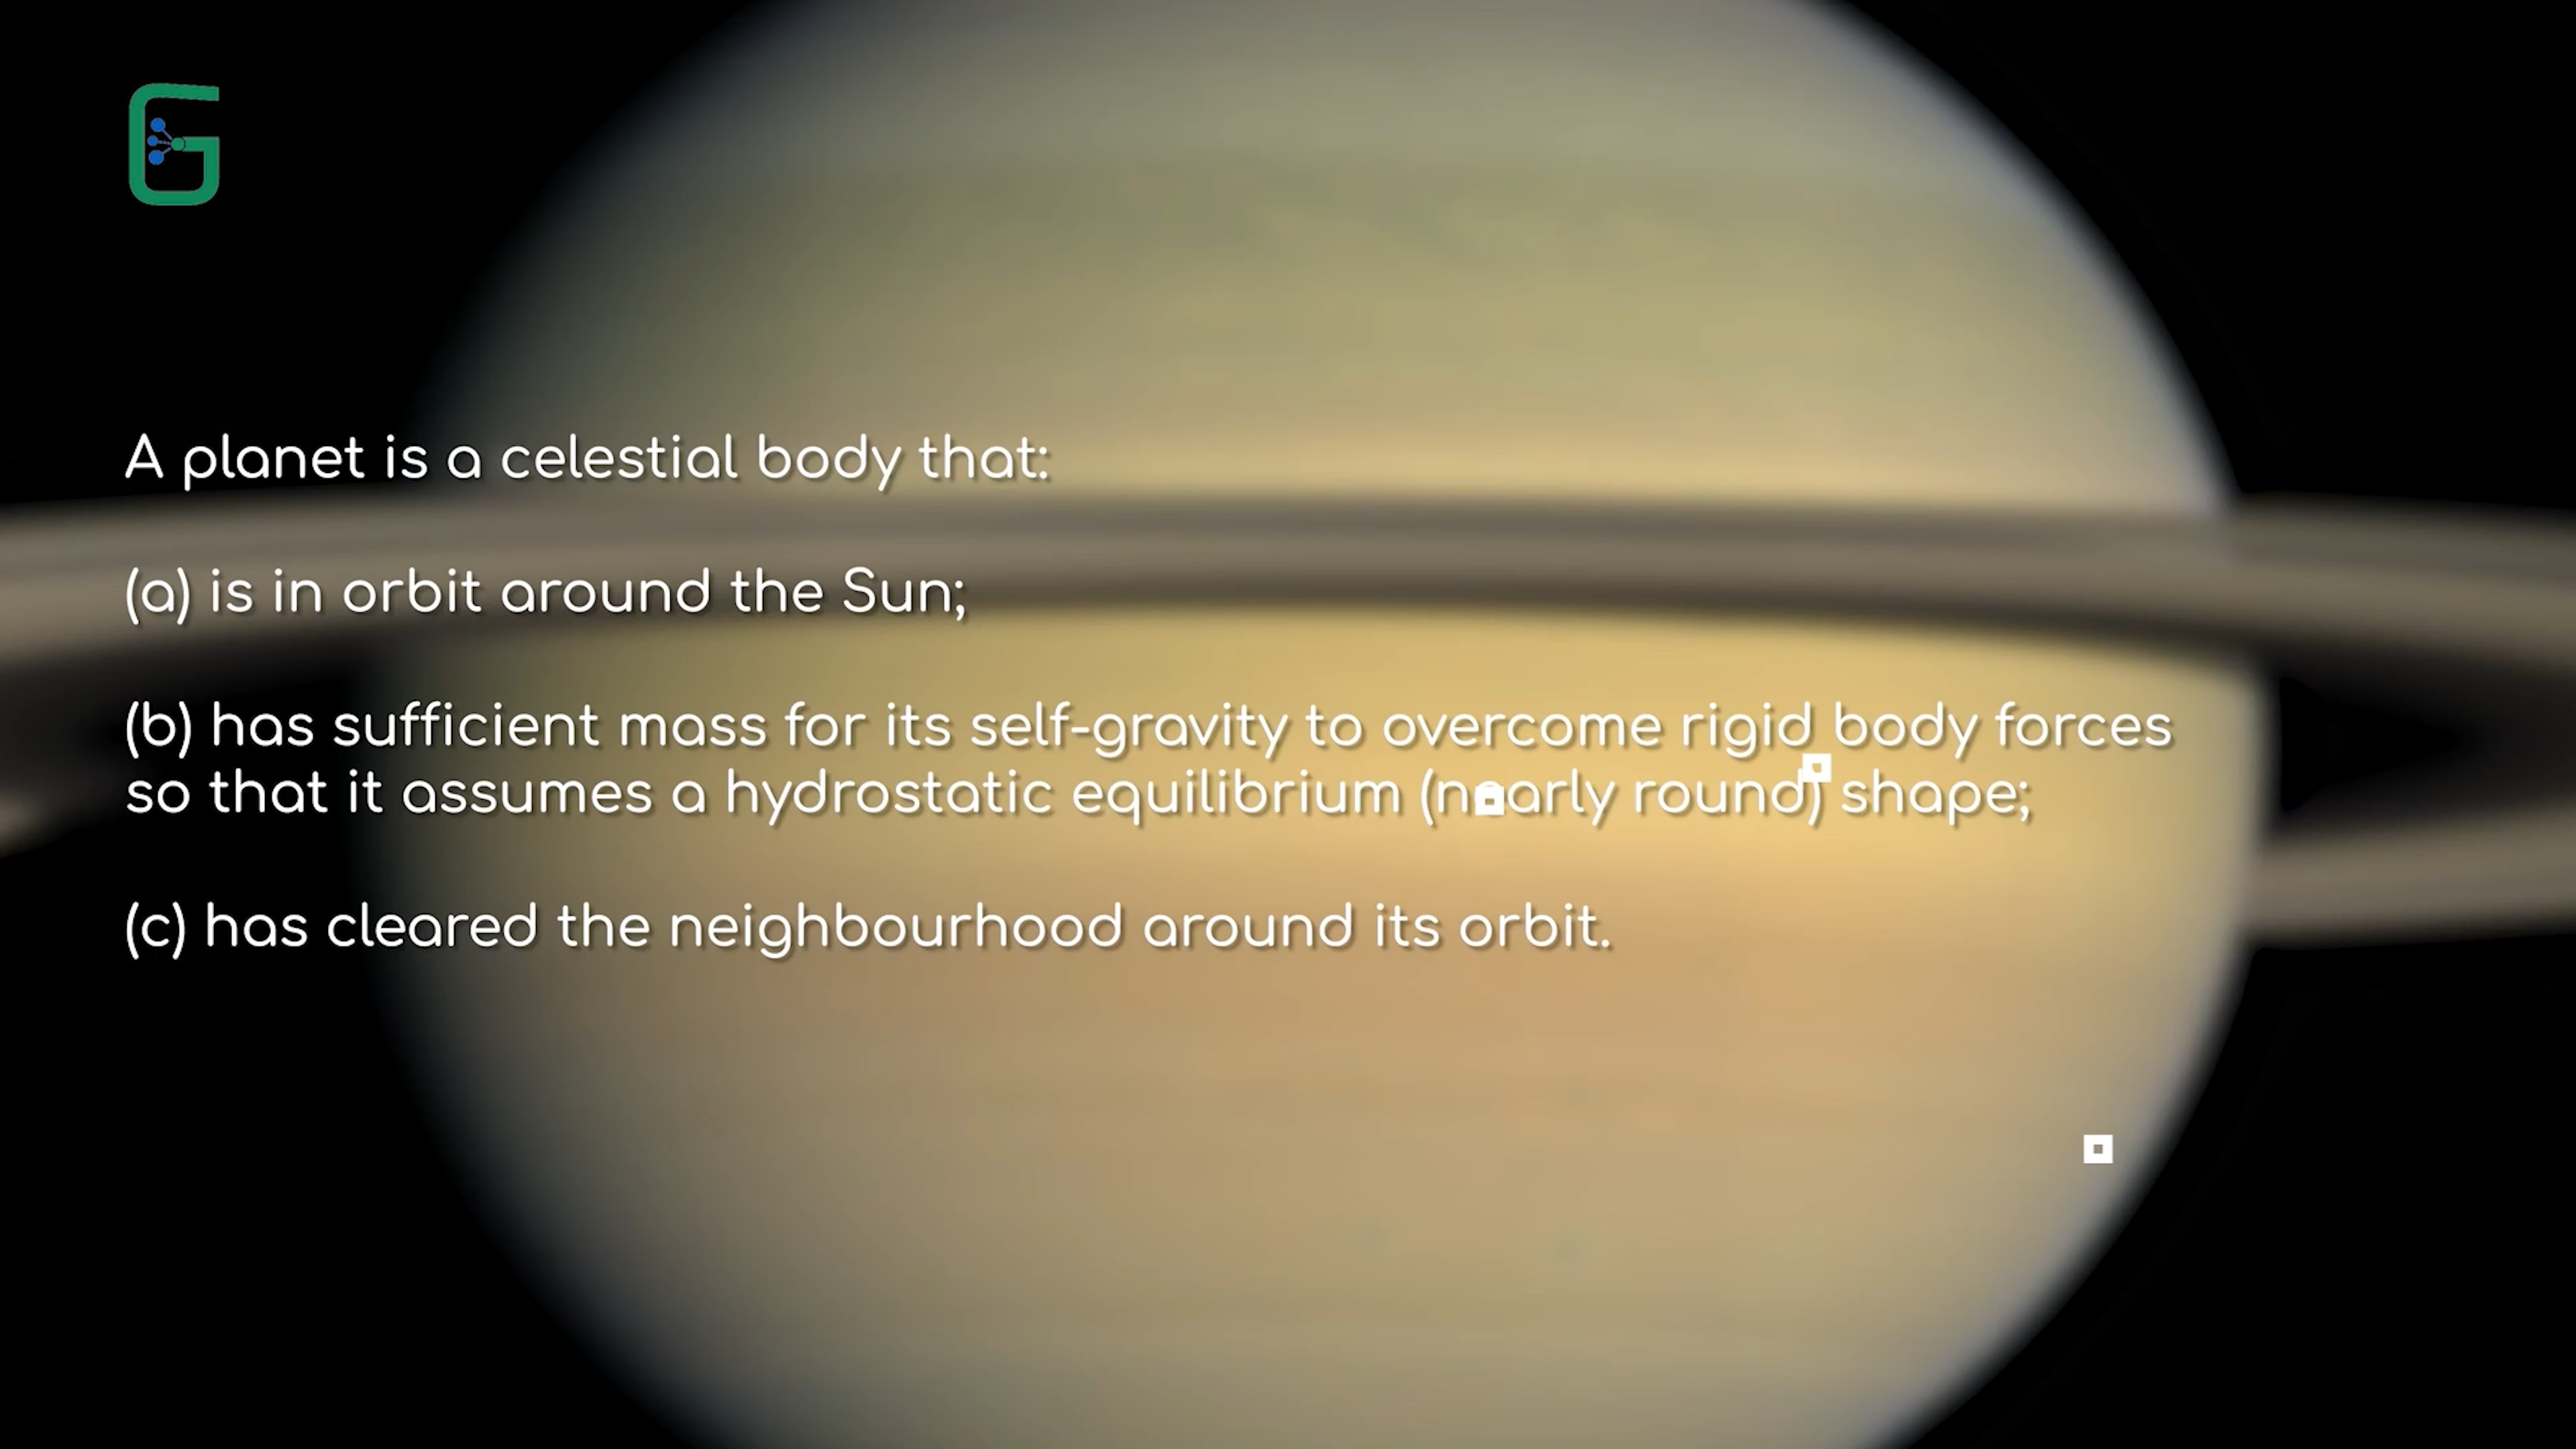 G
A planet is a celestial body that:
(a) is in orbit around the Sun;
(b) has sufficient mass for its self-gravity to overcome rigid body forces
so that it assumes a hydrostatic equilibrium (nearly round) shape;
(c) has cleared the neighbourhood around its orbit.